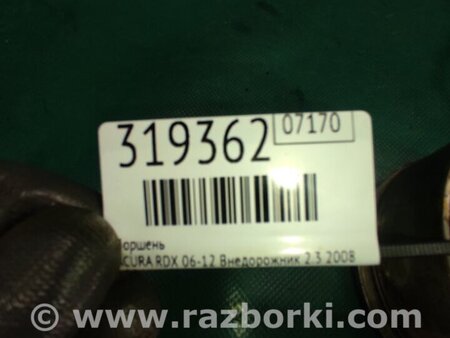 319362
07170
оршень
CURA RDX 06-12 Внедорожник 2.3 2008
© www.razborki.com